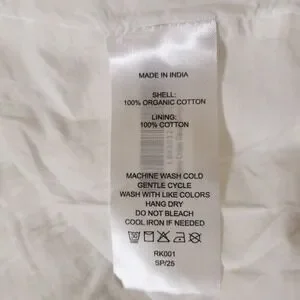 MADE IN INDIA
SHELL:
100% ORGANIC COTTON
LINING:
100% COTTON
MACHINE WASH COLD
GENTLE CYCLE
WASH WITH LIKE COLORS
HANG DRY
DO NOT BLEACH
COOL IRON IF NEEDED
RK001
SP/25